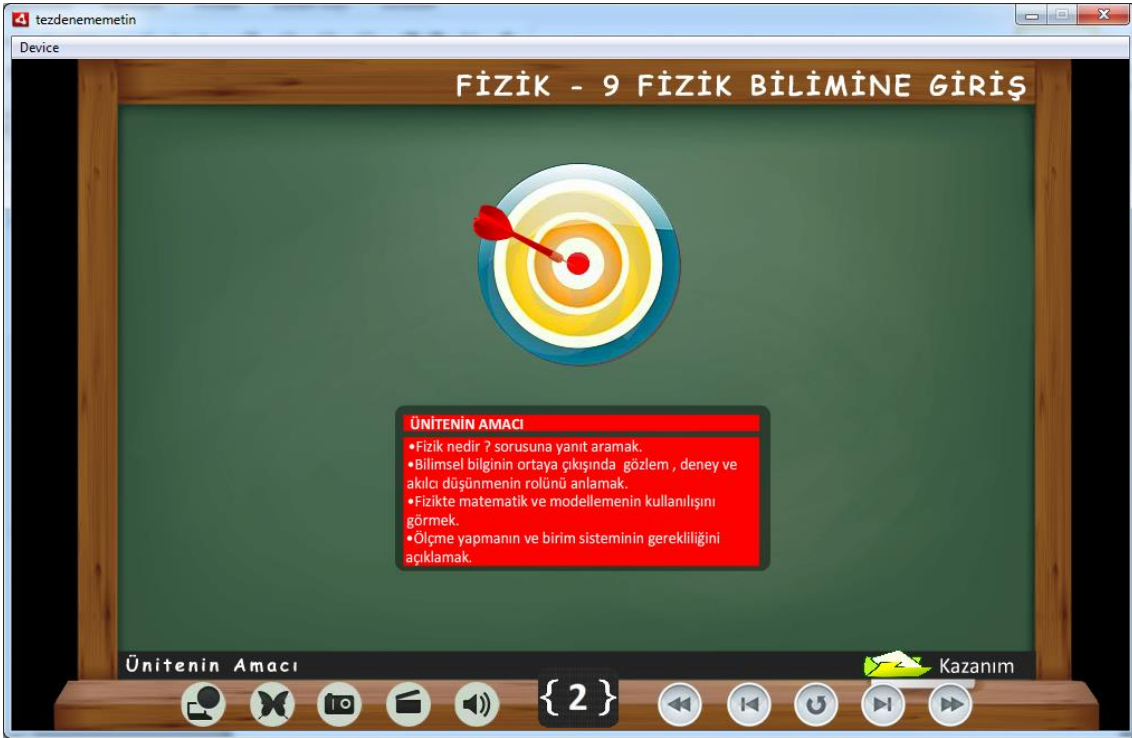 tezdenememetin
Device
FİZİK - 9 FİZİK BİLİMİNE GİRİŞ
ÜNİTENİN AMACI
•Fizik nedir ? sorusuna yanıt aramak.
•Bilimsel bilginin ortaya çıkışında gözlem , deney ve
akılcı düşünmenin rolünü anlamak.
•Fizikte matematik ve modellemenin kullanılışını
görmek.
•Ölçme yapmanın ve birim sisteminin gerekliliğini
açıklamak.
Ünitenin Amacı
Kazanım
{2}